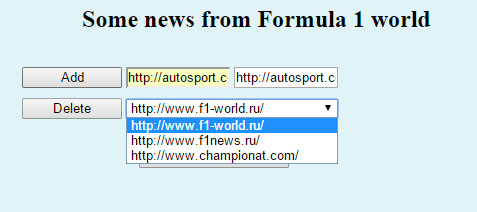 Some news from Formula 1 world
Add http://autosport.c http://autosport.c
Delete http://www.f1-world.ru/
http://www.f1-world.ru/
http://www.f1news.ru/
http://www.championat.com/